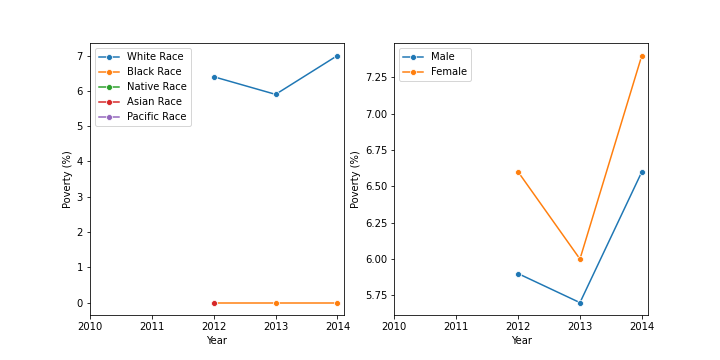 White Race
Black Race
Native Race
Asian Race
Pacific Race
7
6
5
4
3
2
1
0
Poverty (%)
2010 2011 2012 2013 2014
Year
Male
Female
7.25
7.00
6.75
6.50
6.25
6.00
5.75
Poverty (%)
2010 2011 2012 2013 2014
Year